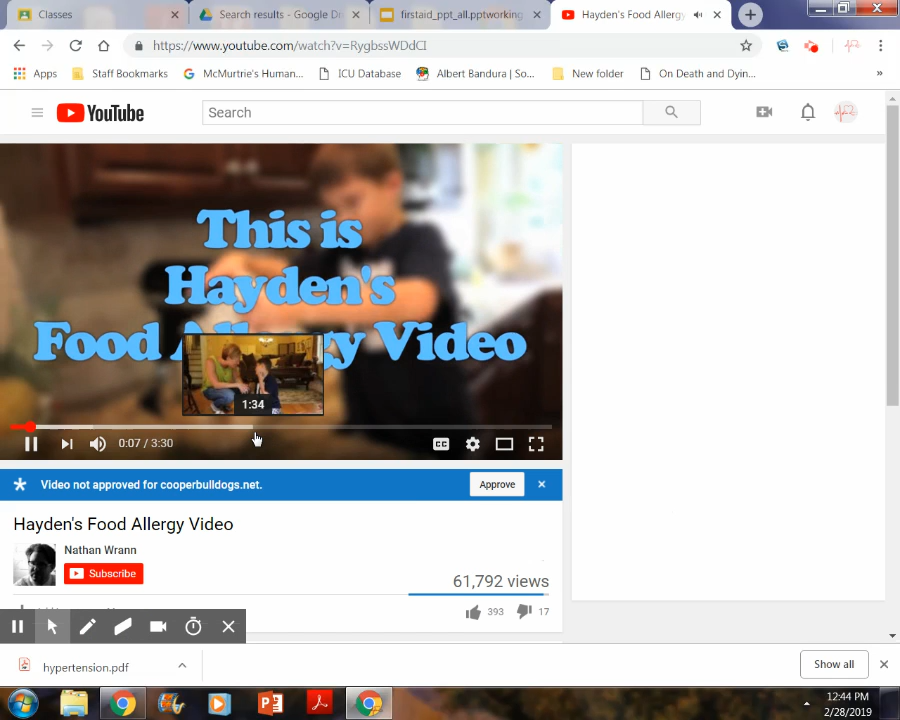 Classes
Search results - Google Dr
firstaid_ppt_all.pptworking
Hayden's Food Allergy
https://www.youtube.com/watch?v=RygbssWDdCI
Apps
Staff Bookmarks
McMurtrie's Human...
ICU Database
Albert Bandura | So...
New folder
On Death and Dyin...
»
YouTube
Search
This is
Hayden's
Food Allergy Video
1:34
0:07 / 3:30
CC
Video not approved for cooperbulldogs.net.
Approve
Hayden's Food Allergy Video
Nathan Wrann
Subscribe
61,792 views
393
17
hypertension.pdf
Show all
12:44 PM
2/28/2019